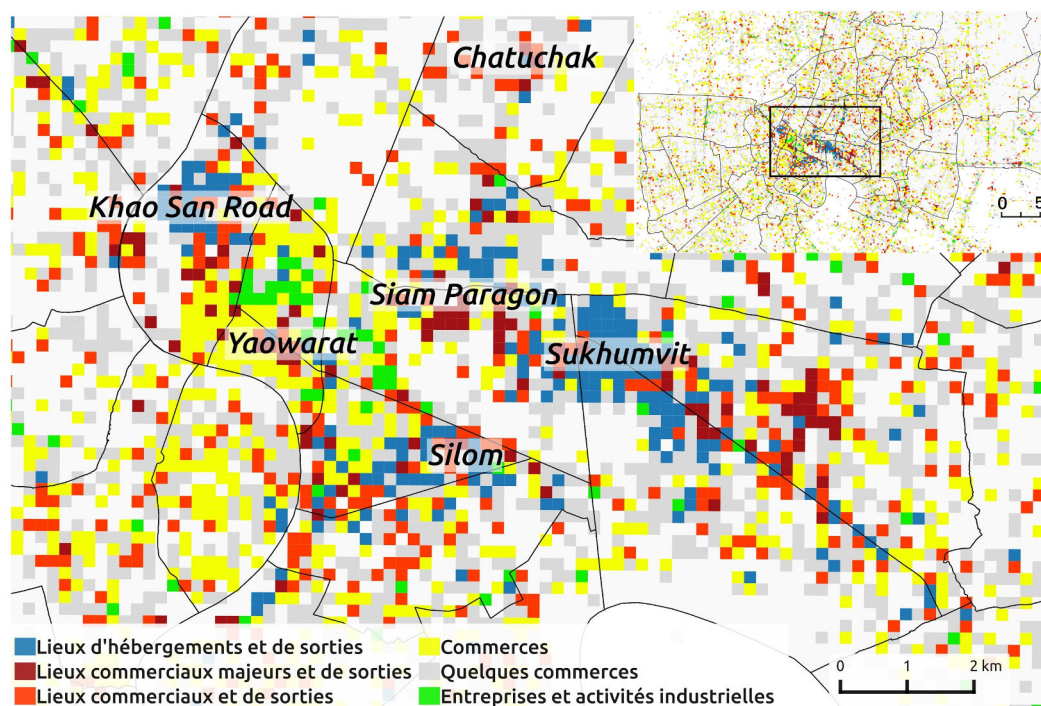 Chatuchak
0 5
Khao San Road
Siam Paragon
Yaowarat
Sukhumvit
Silom
Lieux d'hébergements et de sorties
Lieux commerciaux majeurs et de sorties
Lieux commerciaux et de sorties
Commerces
Quelques commerces
Entreprises et activités industrielles
0 1 2 km